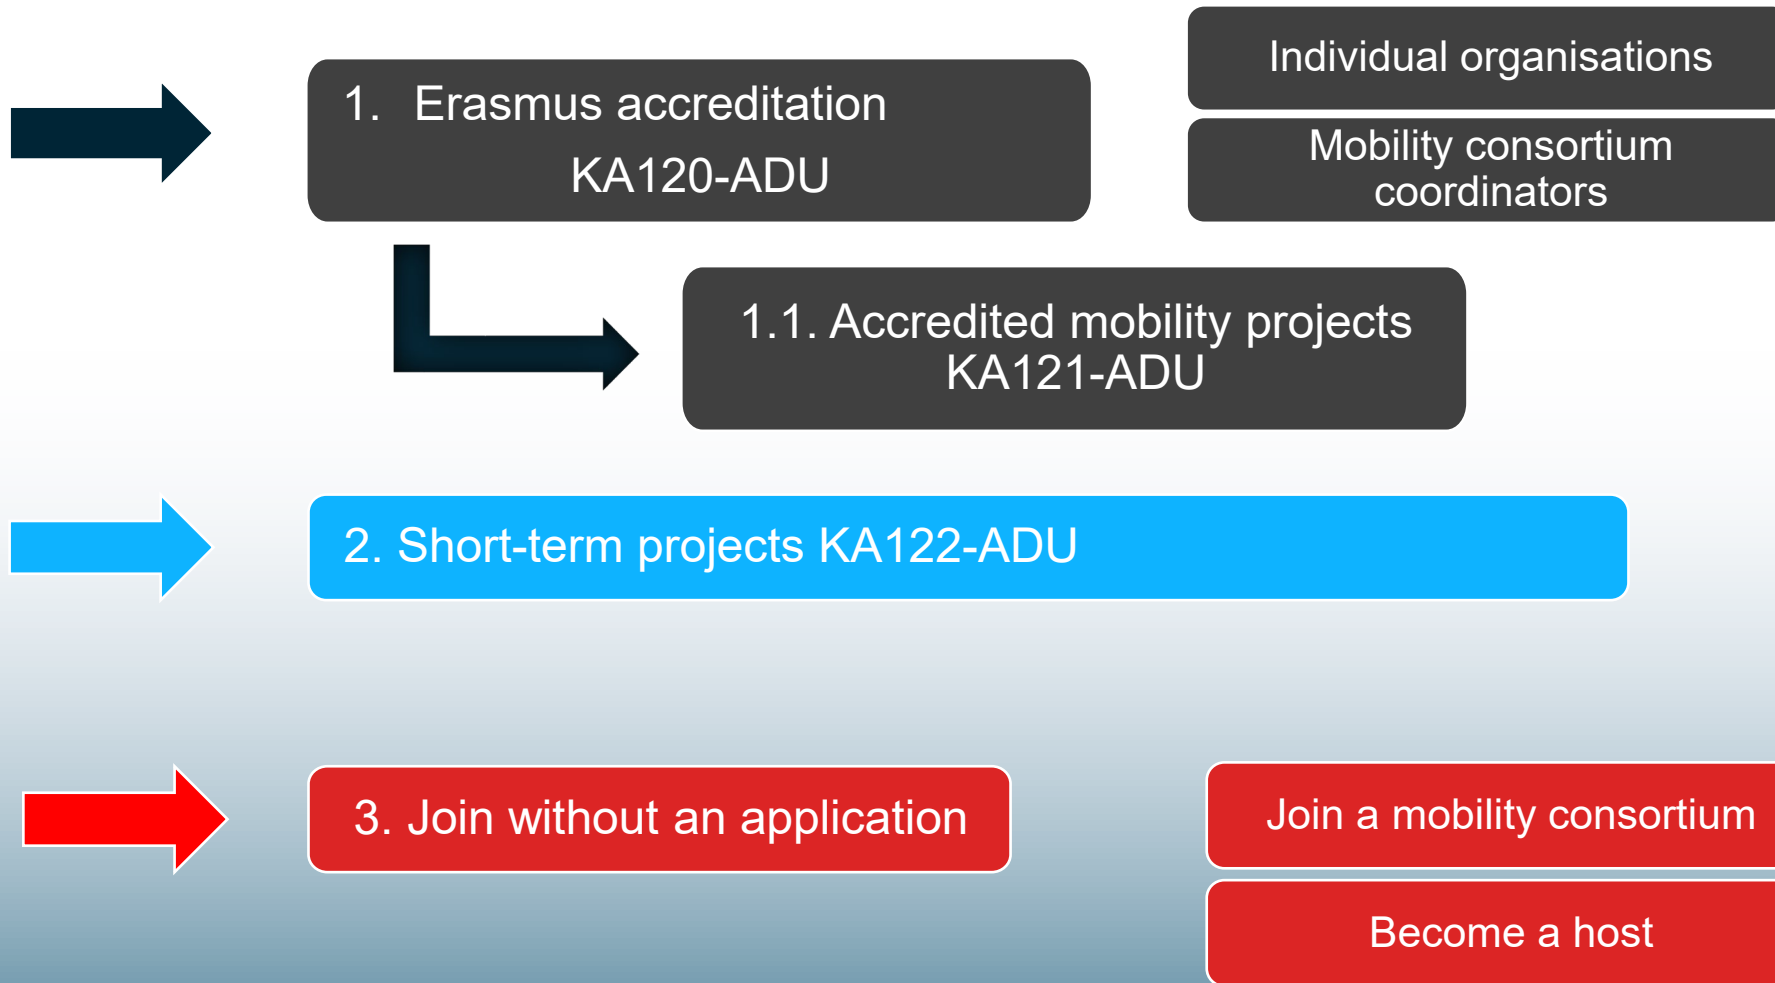 Individual organisations
1. Erasmus accreditation
KA120-ADU
Mobility consortium
coordinators
1.1. Accredited mobility projects
KA121-ADU
2. Short-term projects KA122-ADU
3. Join without an application
Join a mobility consortium
Become a host